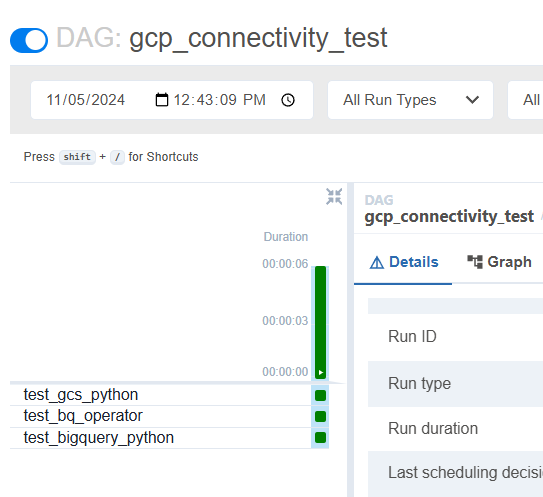 DAG: gcp_connectivity_test
11/05/2024 12:43:09 PM All Run Types All
Press shift + / for Shortcuts
DAG
gcp_connectivity_test
Duration
00:00:06
00:00:03
00:00:00
test_gcs_python
test_bq_operator
test_bigquery_python
Details Graph
Run ID
Run type
Run duration
Last scheduling decisi